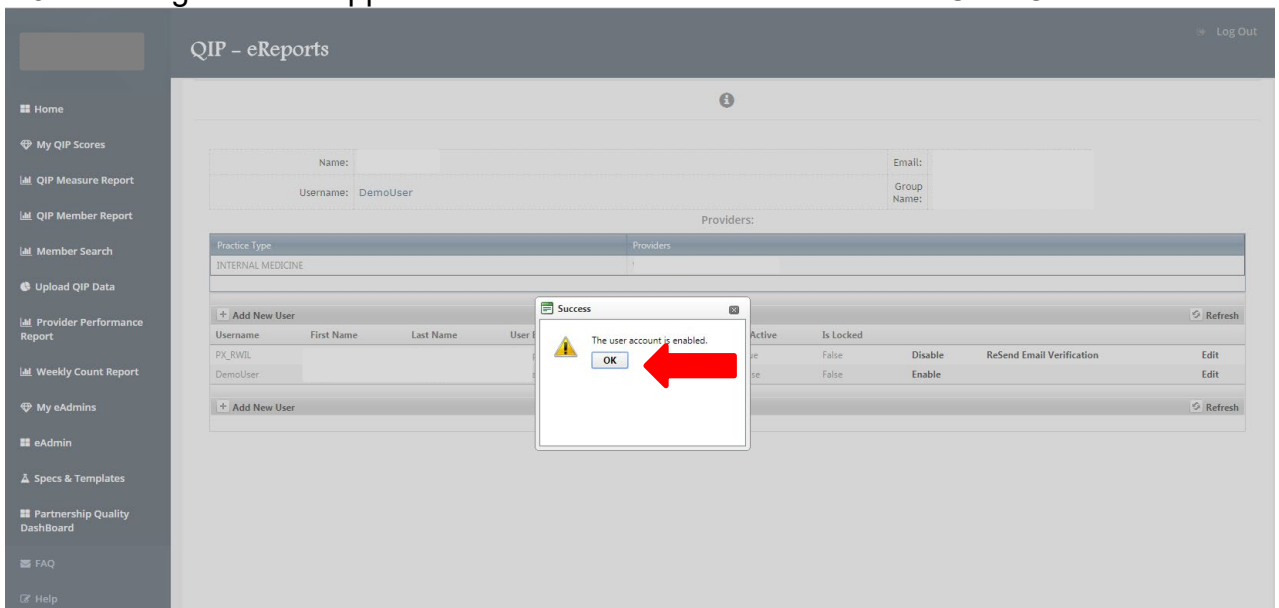 QIP – eReports
Log Out
Home
My QIP Scores
QIP Measure Report
QIP Member Report
Member Search
Upload QIP Data
Provider Performance
Report
Weekly Count Report
My eAdmins
eAdmin
Specs & Templates
Partnership Quality
DashBoard
FAQ
Help
Name:
Email:
Username: DemoUser
Group
Name:
Providers:
Practice Type Providers
INTERNAL MEDICINE
+ Add New User Refresh
Username First Name Last Name User Active Is Locked
PX_RWIL False Disable ReSend Email Verification Edit
DemoUser False Enable Edit
+ Add New User Refresh
Success
The user account is enabled.
OK